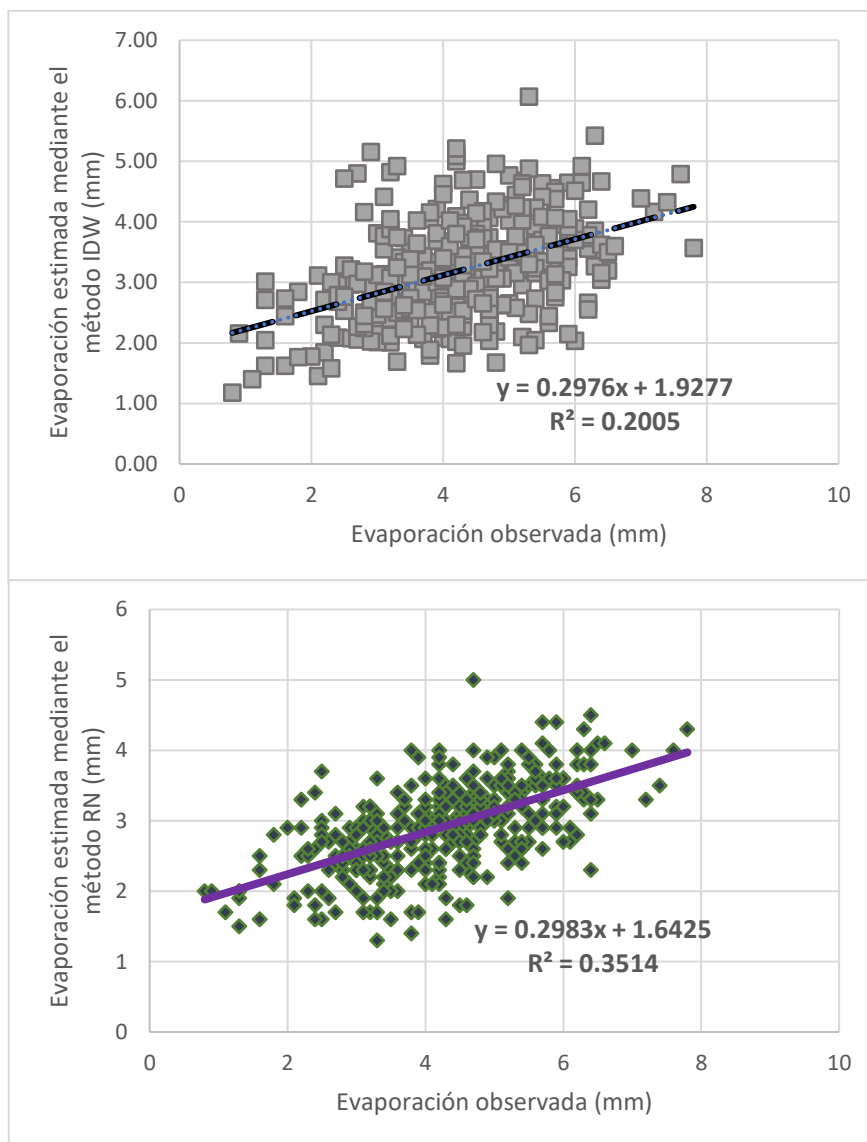 Evaporación estimada mediante el
método IDW (mm)
7.00
6.00
5.00
4.00
3.00
2.00
1.00
0.00
y = 0.2976x + 1.9277
R² = 0.2005
0 2 4 6 8 10
Evaporación observada (mm)
Evaporación estimada mediante el
método RN (mm)
6
5
4
3
2
1
0
y = 0.2983x + 1.6425
R² = 0.3514
0 2 4 6 8 10
Evaporación observada (mm)